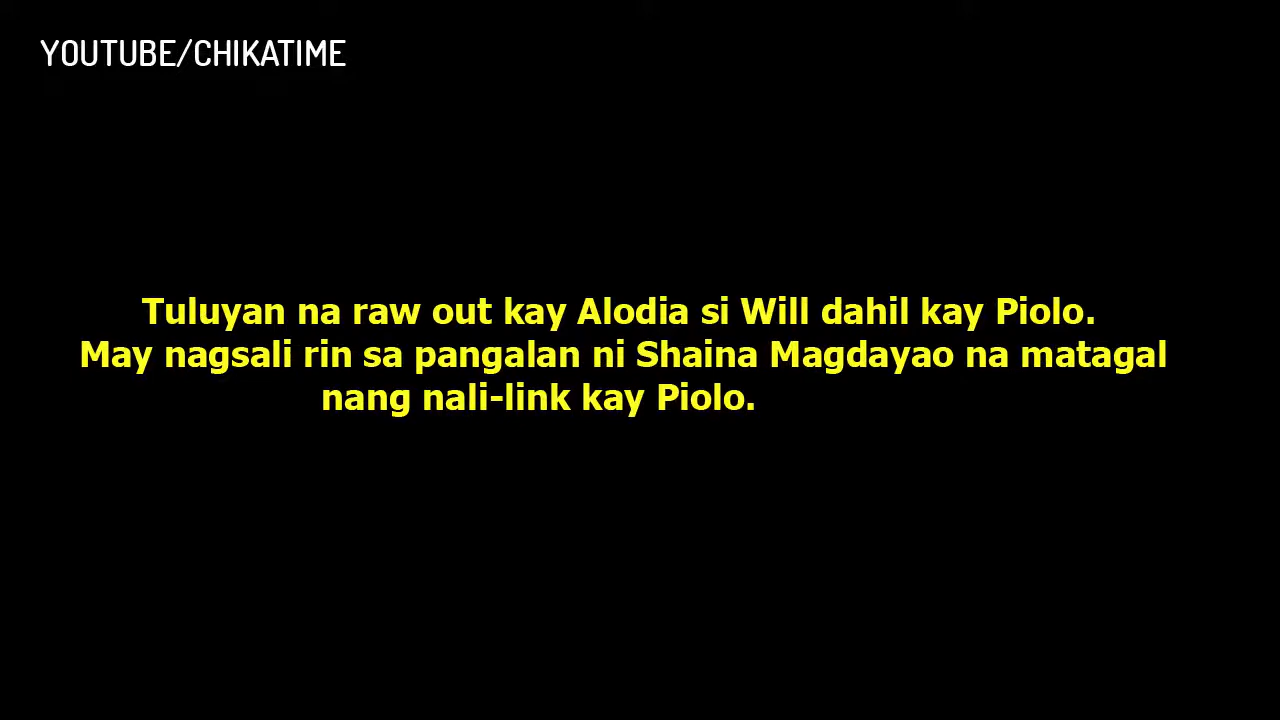 YOUTUBE/CHIKATIME
Tuluyan na raw out kay Alodia si Will dahil kay Piolo.
May nagsali rin sa pangalan ni Shaina Magdayao na matagal
nang nali-link kay Piolo.